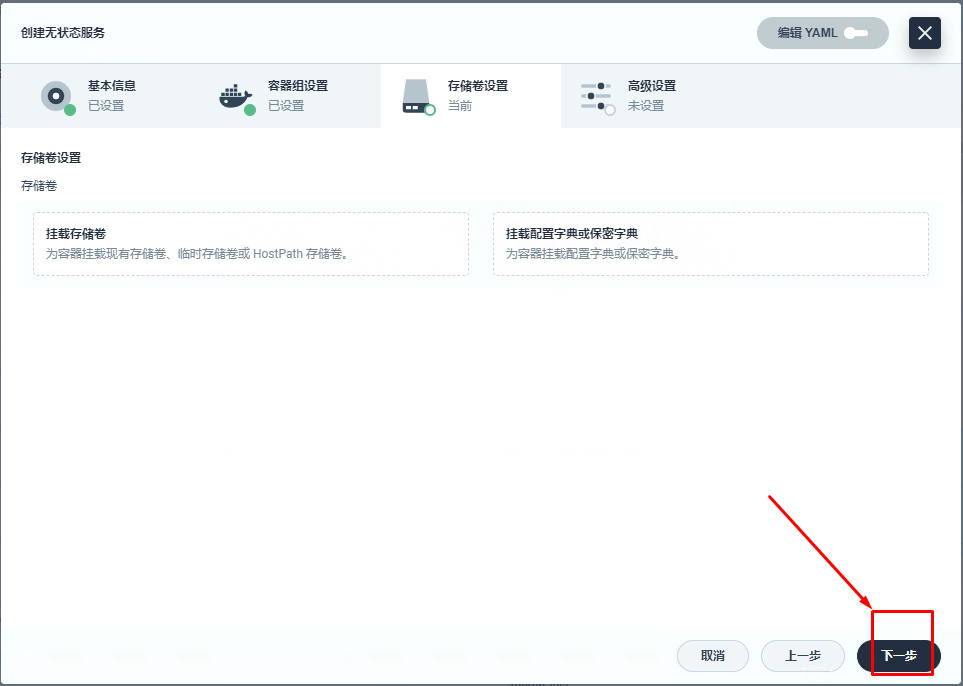 创建无状态服务
编辑 YAML
基本信息
已设置
容器组设置
已设置
存储卷设置
当前
高级设置
未设置
存储卷设置
存储卷
挂载存储卷
为容器挂载现有存储卷、临时存储卷或 HostPath 存储卷。
挂载配置字典或保密字典
为容器挂载配置字典或保密字典。
取消
上一步
下一步